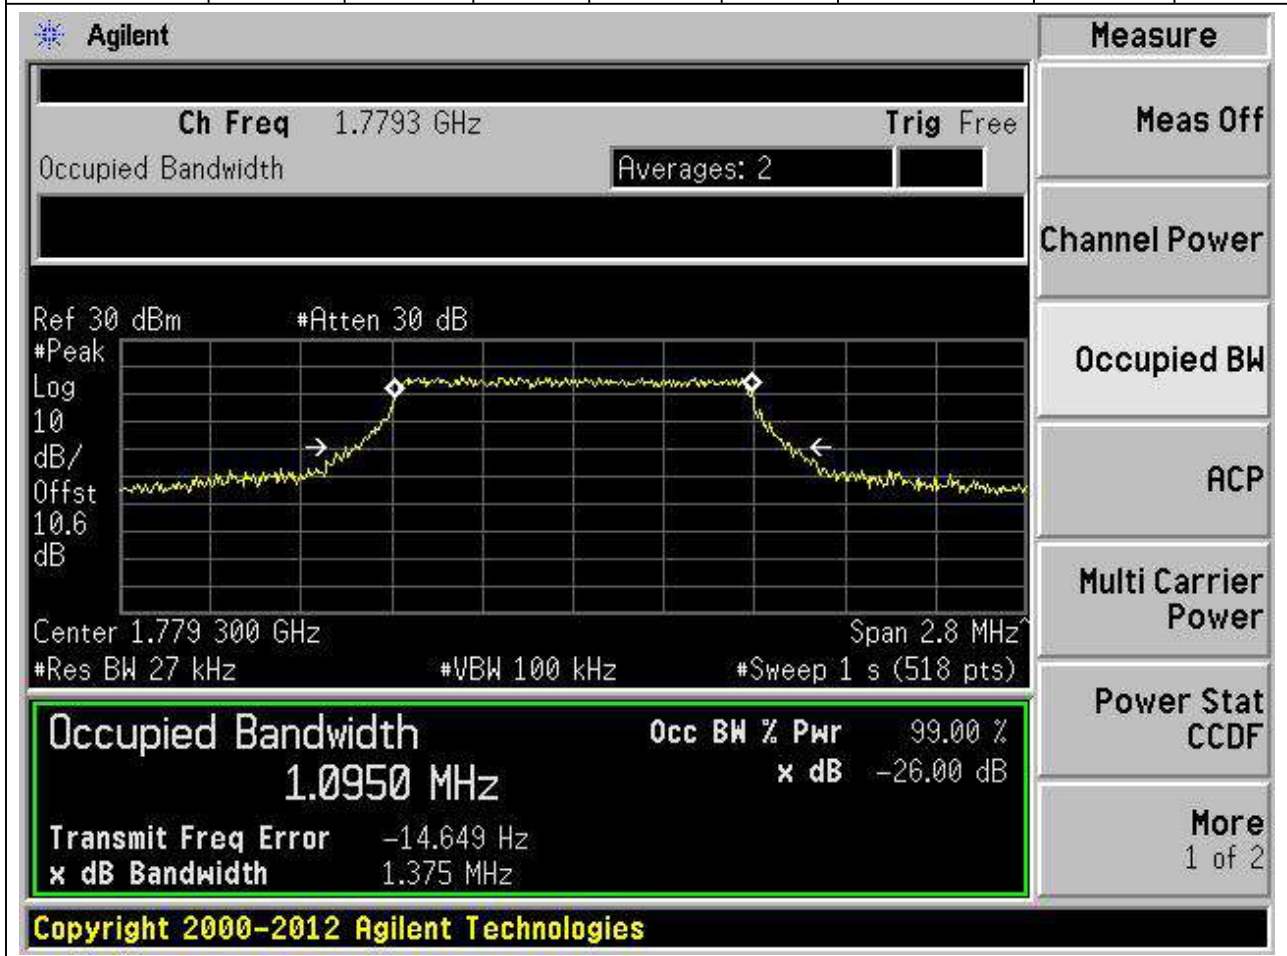 Agilent
Measure
Ch Freq 1.7793 GHz Trig Free
Occupied Bandwidth Averages: 2
Ref 30 dBm #Atten 30 dB
#Peak
Log
10
dB/
Offst
10.6
dB
Center 1.779 300 GHz Span 2.8 MHz^
#Res BW 27 kHz #VBW 100 kHz #Sweep 1 s (518 pts)
Occupied Bandwidth Occ BW % Pwr 99.00 %
1.0950 MHz x dB -26.00 dB
Transmit Freq Error -14.649 Hz
x dB Bandwidth 1.375 MHz
Meas Off
Channel Power
Occupied BW
ACP
Multi Carrier
Power
Power Stat
CCDF
More
1 of 2
Copyright 2000-2012 Agilent Technologies